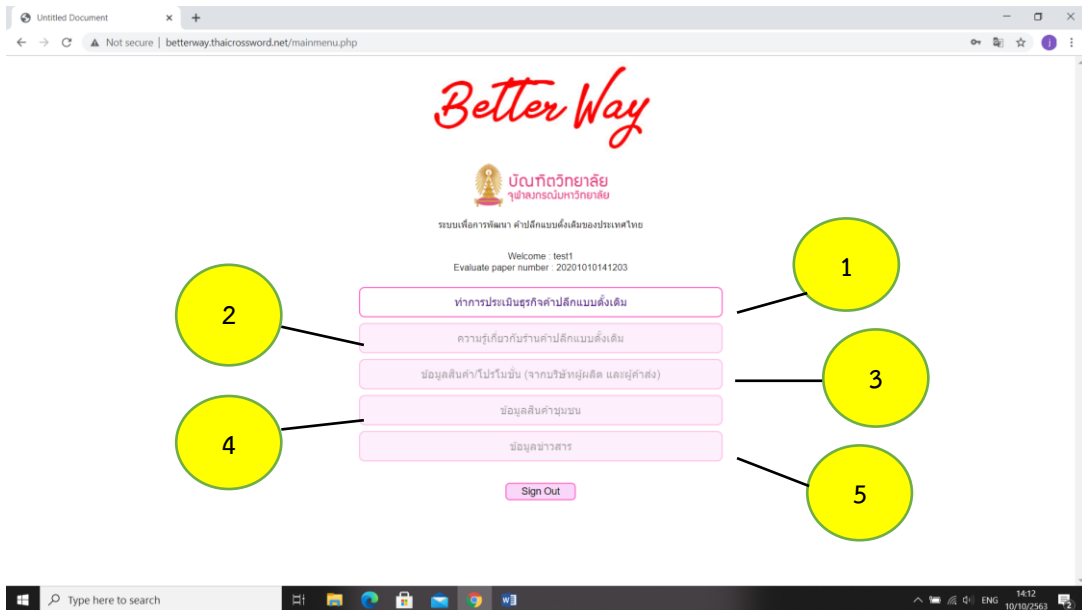 Untitled Document
Not secure | betterway.thaicrossword.net/mainmenu.php
Better Way
บัณฑิตวิทยาลัย
จุฬาลงกรณ์มหาวิทยาลัย
ระบบเพื่อการพัฒนา ค้าปลีกแบบดั้งเดิมของประเทศไทย
Welcome : test1
Evaluate paper number : 20201010141203
1
2
ทำการประเมินธุรกิจค้าปลีกแบบดั้งเดิม
ความรู้เกี่ยวกับร้านค้าปลีกแบบดั้งเดิม
ข้อมูลสินค้า/โปรโมชั่น (จากบริษัทผู้ผลิต และผู้ค้าส่ง)
3
ข้อมูลสินค้าชุมชน
4
ข้อมูลข่าวสาร
5
Sign Out
Type here to search
ENG
14:12
10/10/2563
2